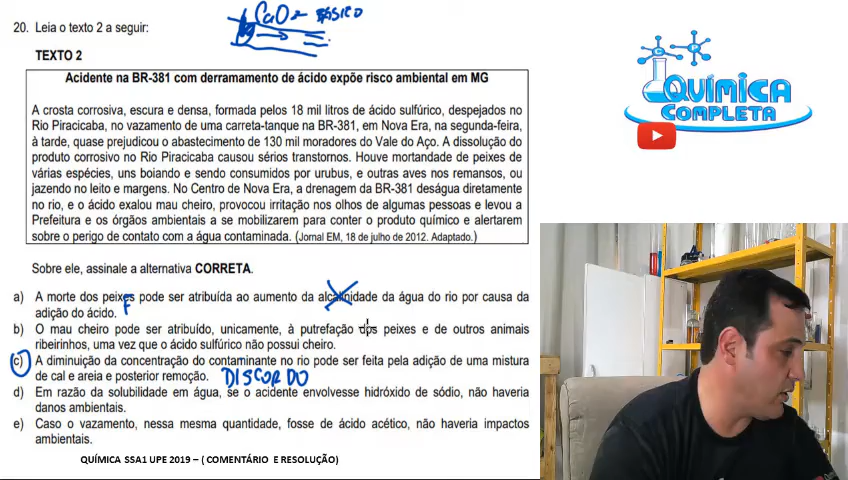 CaO2 BÁSICO
20. Leia o texto 2 a seguir:
TEXTO 2
Acidente na BR-381 com derramamento de ácido expõe risco ambiental em MG
A crosta corrosiva, escura e densa, formada pelos 18 mil litros de ácido sulfúrico, despejados no
Rio Piracicaba, no vazamento de uma carreta-tanque na BR-381, em Nova Era, na segunda-feira,
à tarde, quase prejudicou o abastecimento de 130 mil moradores do Vale do Aço. A dissolução do
produto corrosivo no Rio Piracicaba causou sérios transtornos. Houve mortandade de peixes de
várias espécies, uns boiando e sendo consumidos por urubus, e outras aves nos remansos, ou
jazendo no leito e margens. No Centro de Nova Era, a drenagem da BR-381 deságua diretamente
no rio, e o ácido exalou mau cheiro, provocou irritação nos olhos de algumas pessoas e levou a
Prefeitura e os órgãos ambientais a se mobilizarem para conter o produto químico e alertarem
sobre o perigo de contato com a água contaminada. (Jornal EM, 18 de julho de 2012. Adaptado.)
Sobre ele, assinale a alternativa CORRETA.
a) A morte dos peixes pode ser atribuída ao aumento da alcalinidade da água do rio por causa da
adição do ácido. F
b) O mau cheiro pode ser atribuído, unicamente, à putrefação dos peixes e de outros animais
ribeirinhos, uma vez que o ácido sulfúrico não possui cheiro.
c) A diminuição da concentração do contaminante no rio pode ser feita pela adição de uma mistura
de cal e areia e posterior remoção. DISCORDO
d) Em razão da solubilidade em água, se o acidente envolvesse hidróxido de sódio, não haveria
danos ambientais.
e) Caso o vazamento, nessa mesma quantidade, fosse de ácido acético, não haveria impactos
ambientais.
QUÍMICA SSA1 UPE 2019 – ( COMENTÁRIO E RESOLUÇÃO)
C P
QUÍMICA
COMPLETA